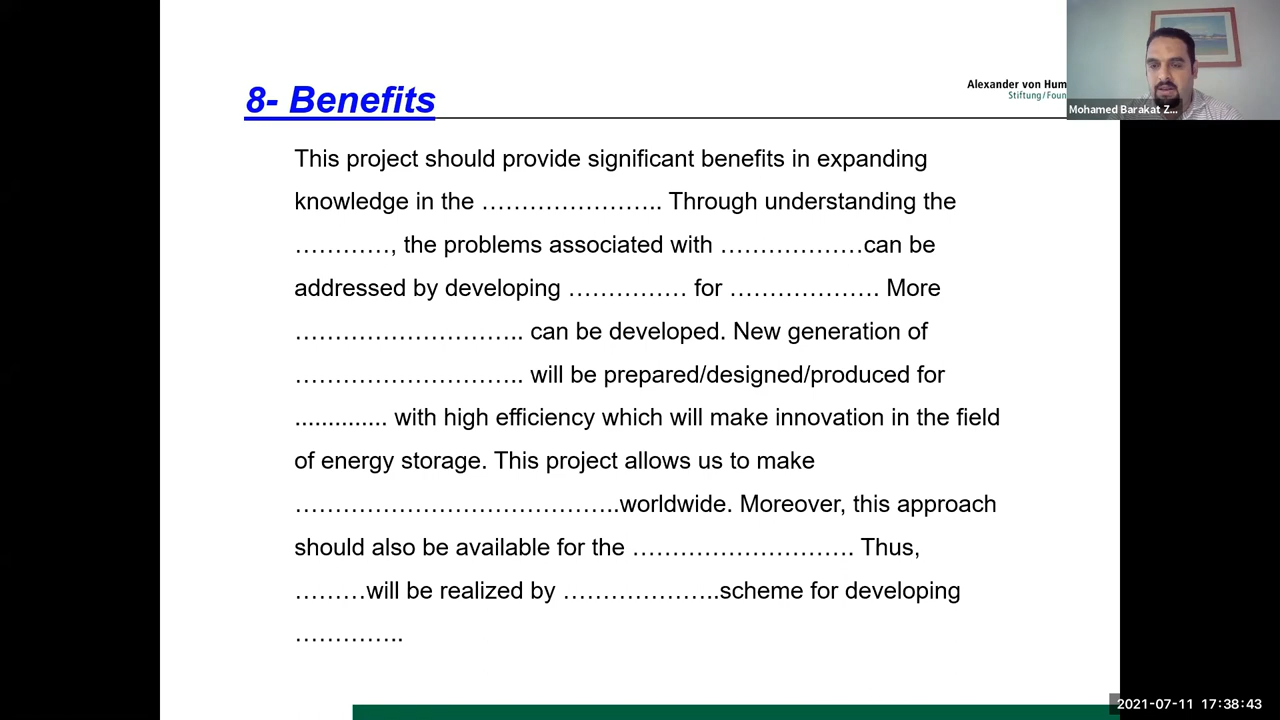 8- Benefits
Alexander von Hum
Stiftung/Foun
Mohamed Barakat Z...
This project should provide significant benefits in expanding
knowledge in the ………………….. Through understanding the
…………, the problems associated with ………………can be
addressed by developing …………… for ………………. More
……………………….. can be developed. New generation of
……………………….. will be prepared/designed/produced for
.............. with high efficiency which will make innovation in the field
of energy storage. This project allows us to make
…………………………………..worldwide. Moreover, this approach
should also be available for the ………………………. Thus,
………will be realized by ………………..scheme for developing
…………..
2021-07-11 17:38:43